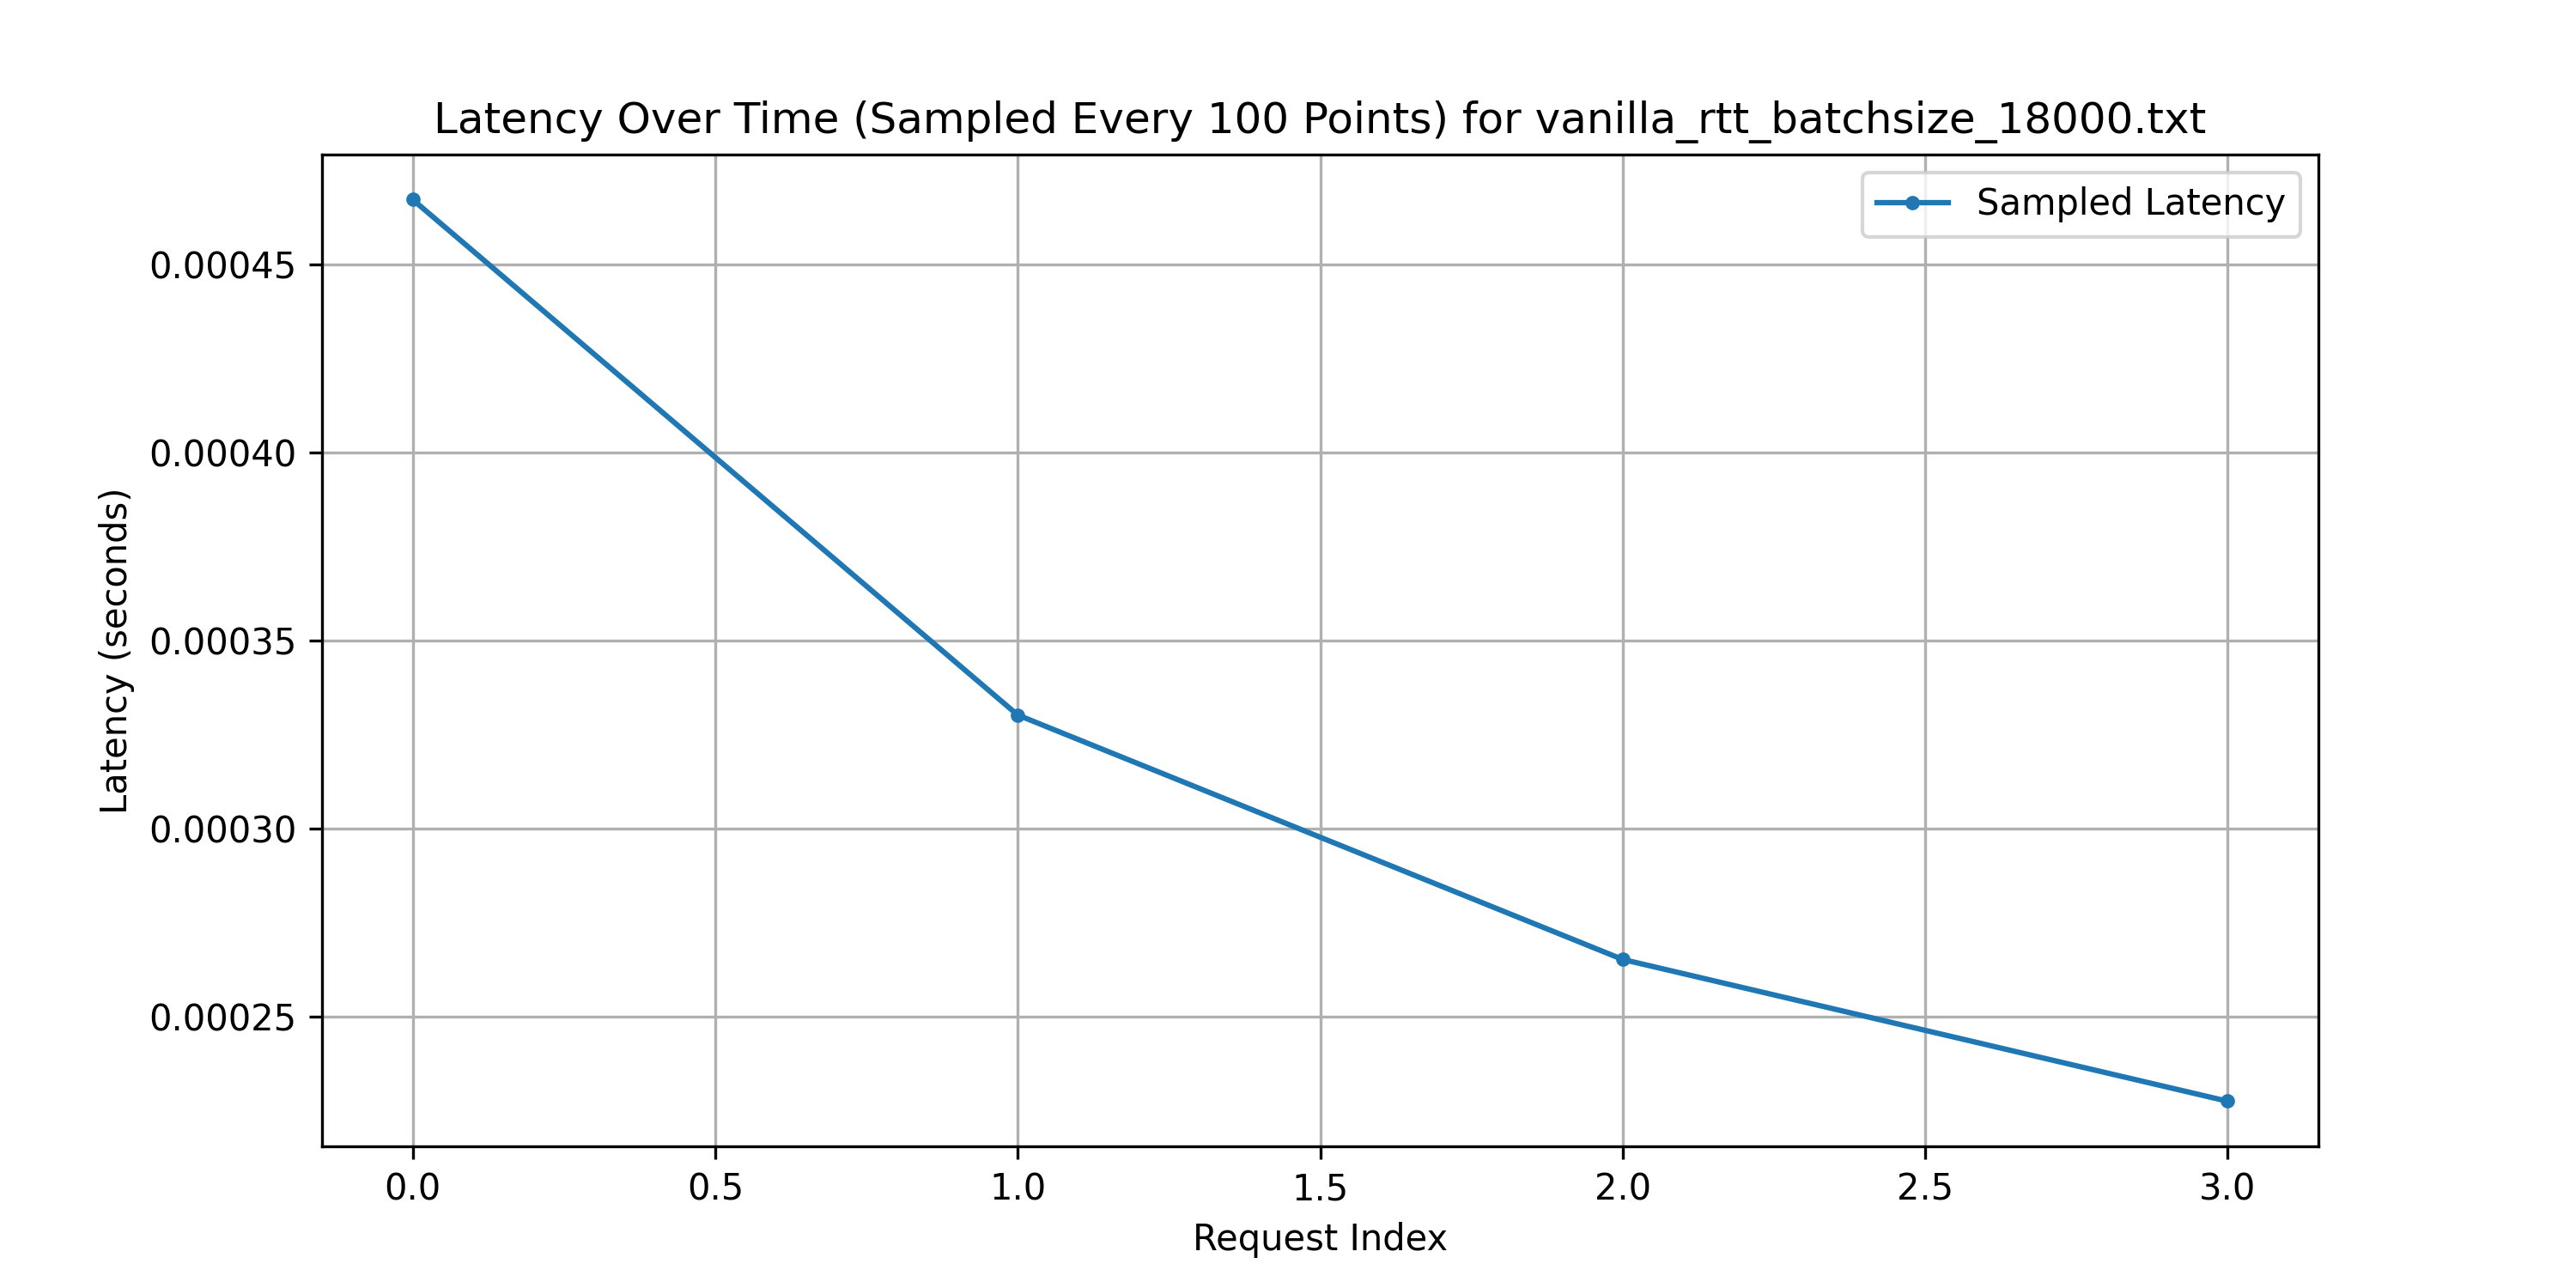 Latency Over Time (Sampled Every 100 Points) for vanilla_rtt_batchsize_18000.txt
Sampled Latency
0.00045
0.00040
0.00035
0.00030
0.00025
Latency (seconds)
0.0 0.5 1.0 1.5 2.0 2.5 3.0
Request Index